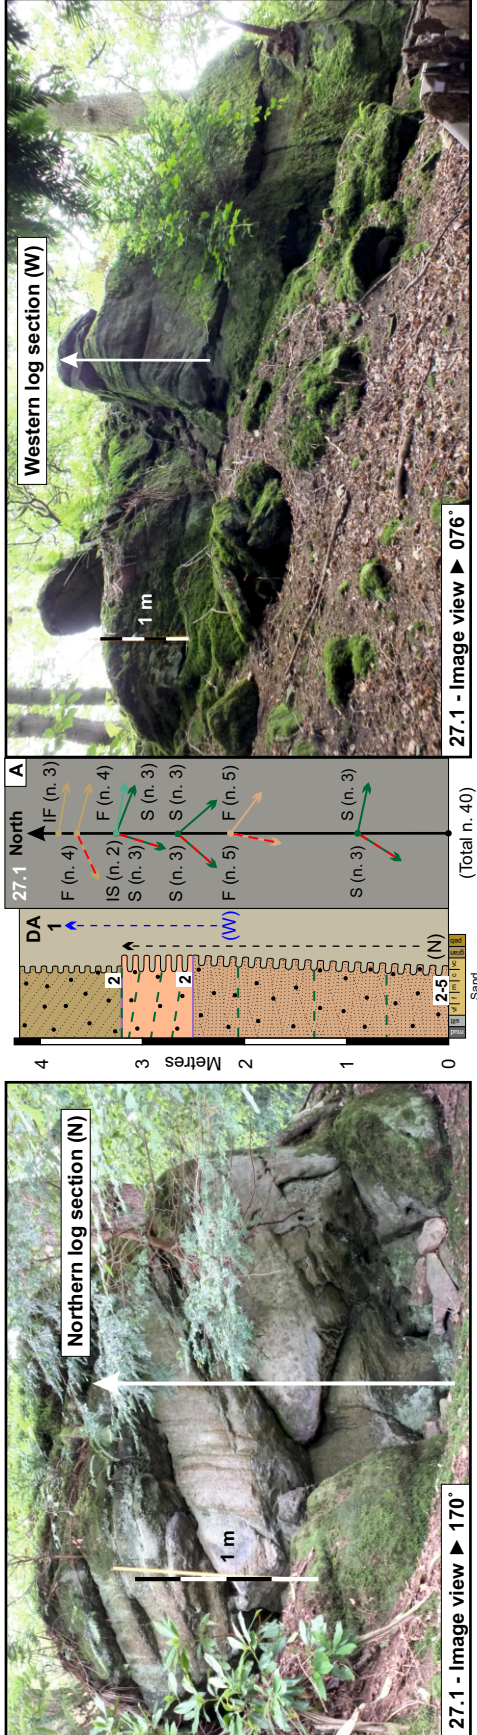 Northern log section (N)
1 m
27.1 - Image view ► 170°
4
3
2
1
0
Metres
2
2
2-5
mud
silt
vf
f
m
c
vc
gran
peb
Sand
DA
1
(W)
(N)
27.1 North
A
IF (n. 3)
F (n. 4)
F (n. 4)
IS (n. 2)
S (n. 3)
S (n. 3)
S (n. 3)
S (n. 3)
F (n. 5)
F (n. 5)
S (n. 3)
S (n. 3)
(Total n. 40)
Western log section (W)
1 m
27.1 - Image view ► 076°